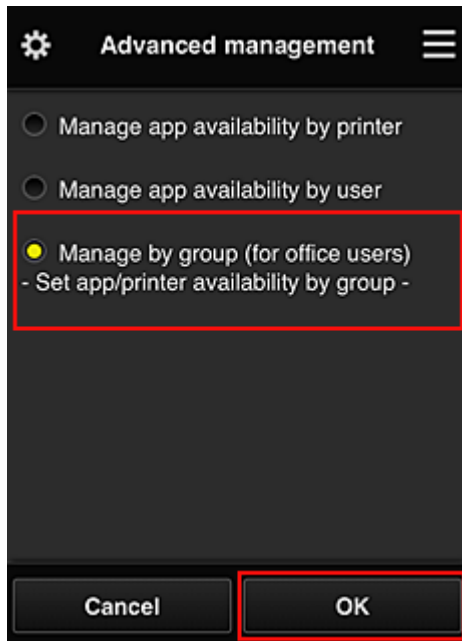 Advanced management
Manage app availability by printer
Manage app availability by user
Manage by group (for office users)
- Set app/printer availability by group -
Cancel
OK